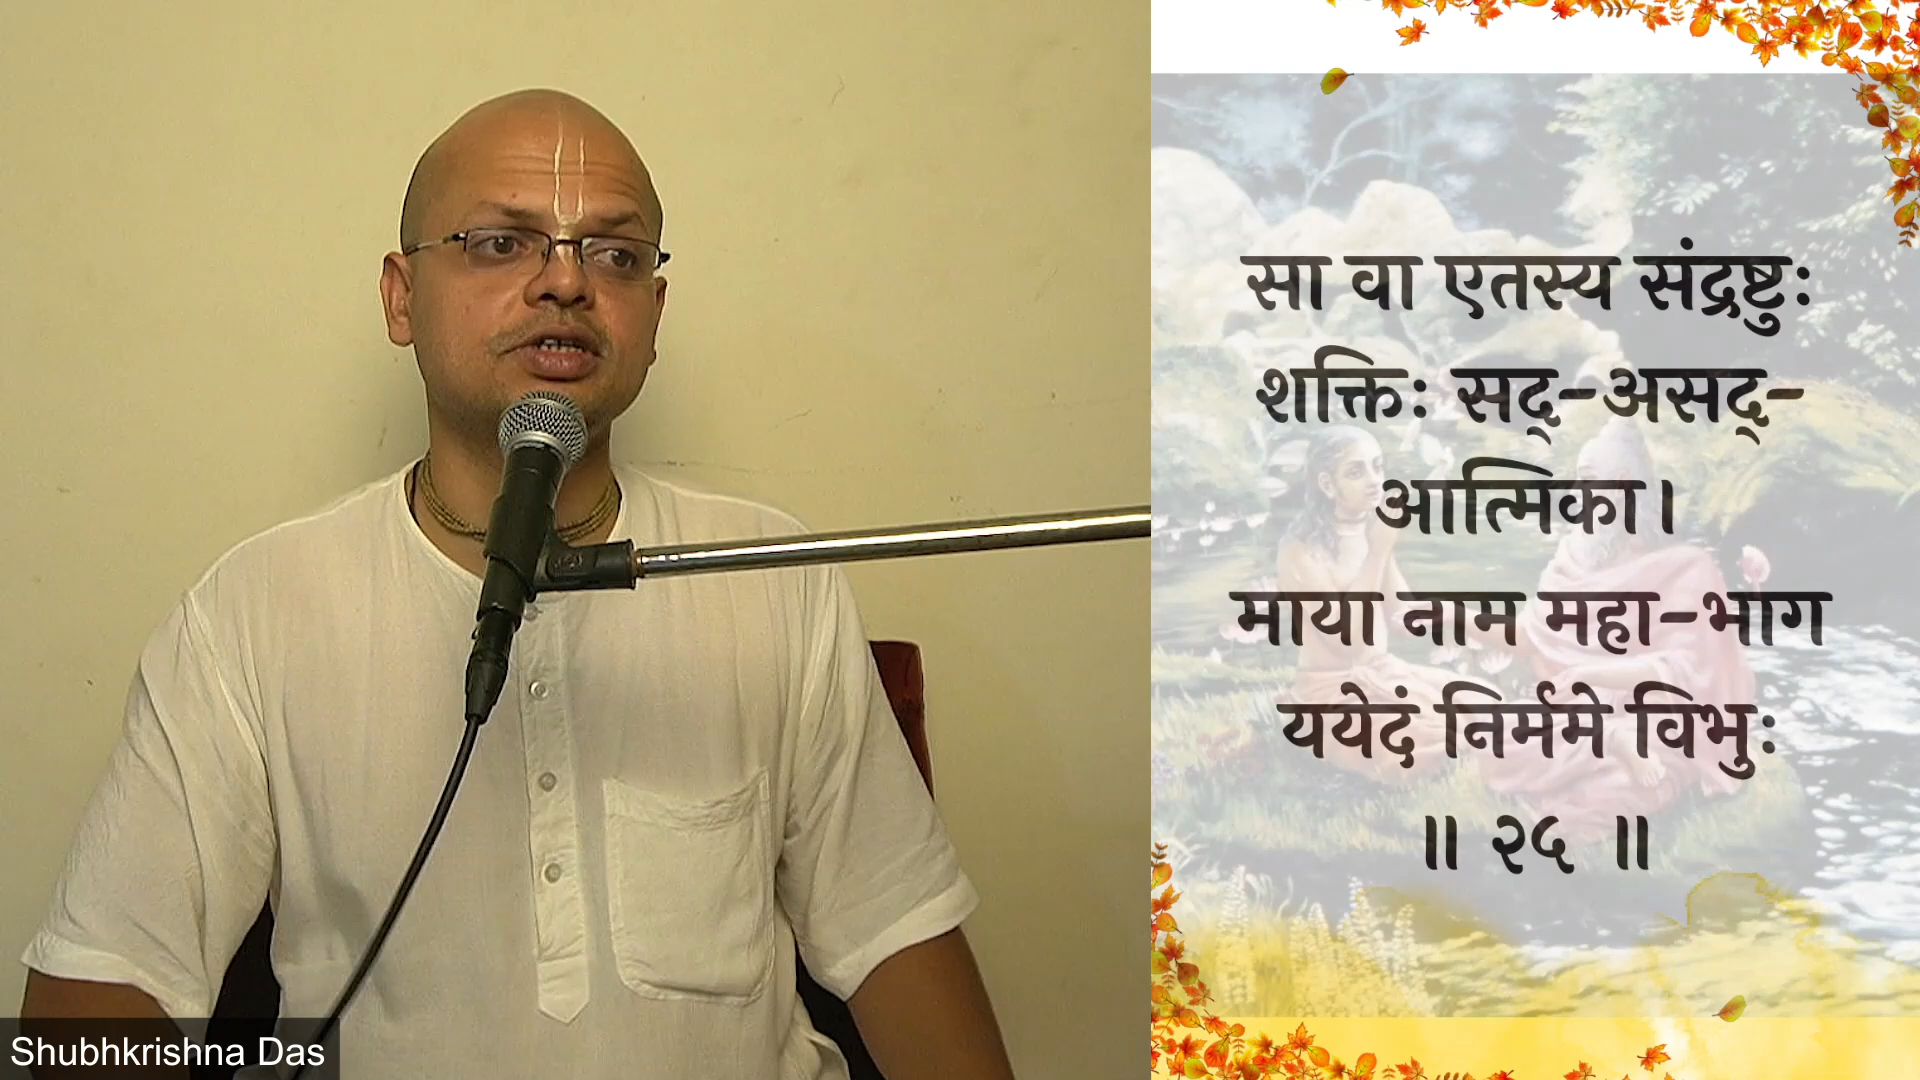 सा वा एतस्य संद्रष्टुः
शक्तिः सद्-असद्-
आत्मिका।
माया नाम महा-भाग
ययेदं निर्ममे विभुः
॥ २५ ॥
Shubhkrishna Das